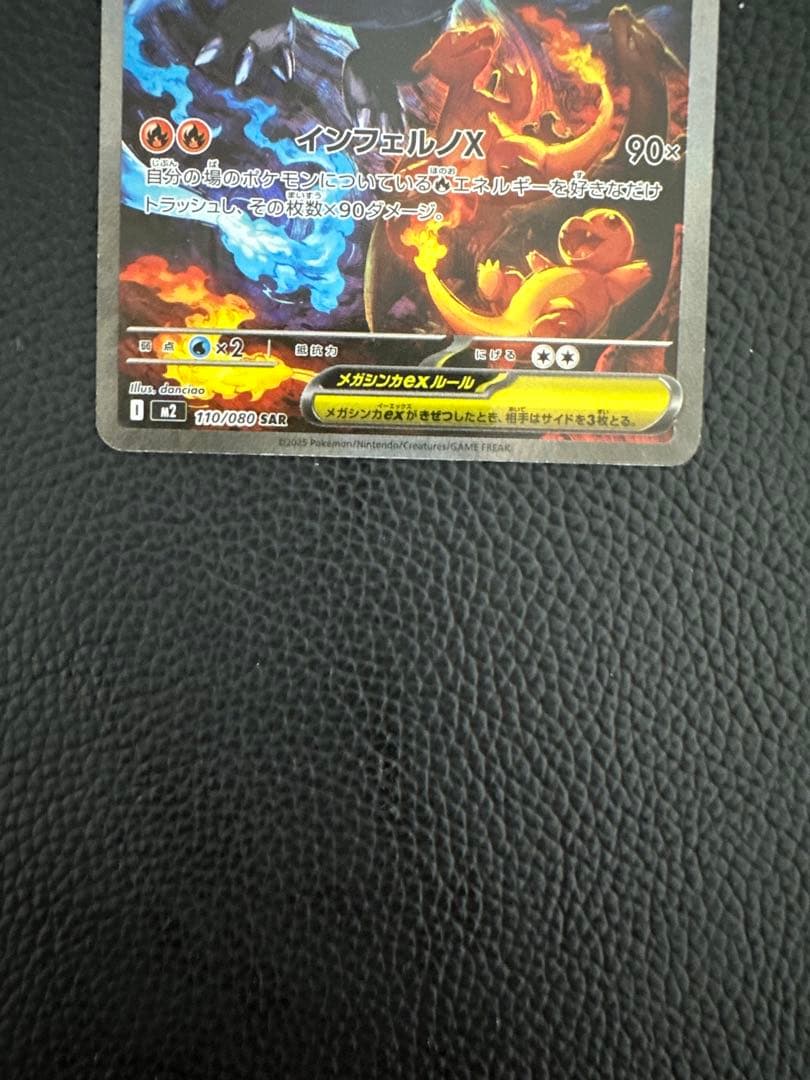 インフェルノX 90×
自分の場のポケモンについているエネルギーを好きなだけ
トラッシュし、その枚数×90ダメージ。
弱点 ×2 抵抗力 にげる
メガシンカexルール
メガシンカexがきぜつしたとき、相手はサイドを3枚とる。
Illus. danciao
I M2 110/080 SAR
©2025 Pokémon/Nintendo/Creatures/GAME FREAK